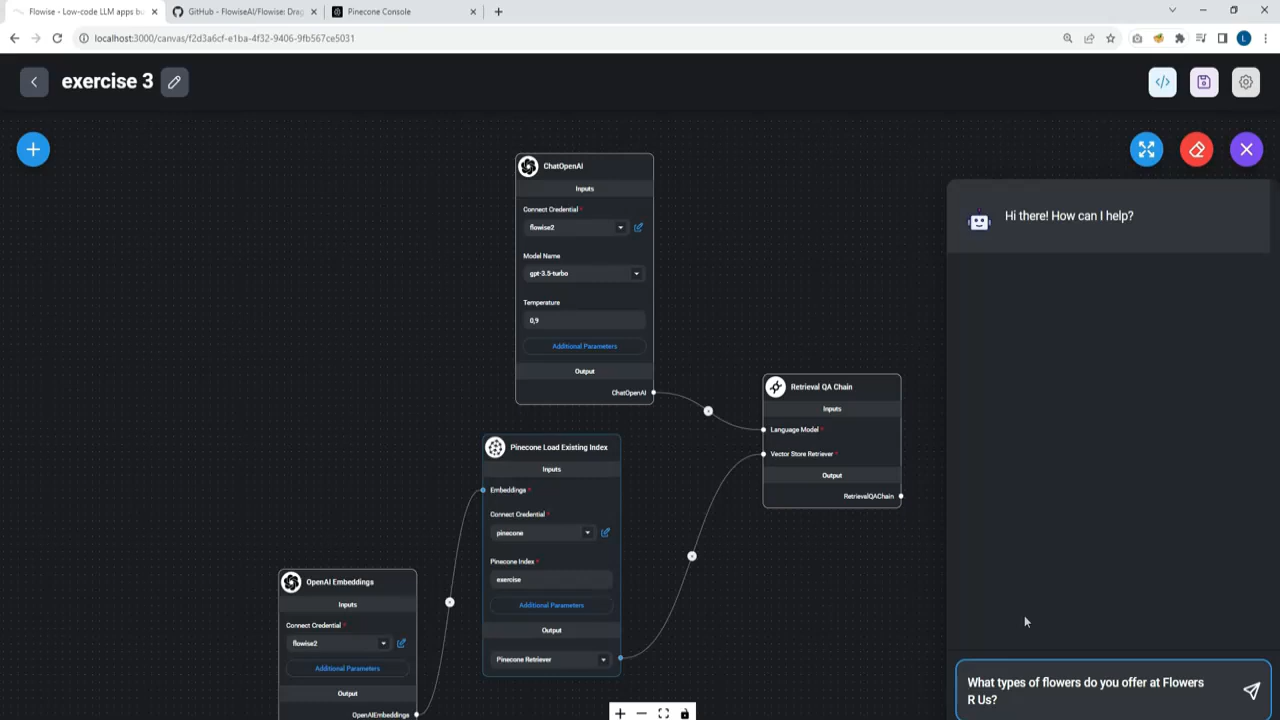 Flowise - Low-code LLM apps bu
GitHub - FlowiseAI/Flowise: Drag
Pinecone Console
localhost:3000/canvas/f2d3a6cf-e1ba-4f32-9406-9fb567ce5031
L
exercise 3
ChatOpenAI
Inputs
Connect Credential *
flowise2
Model Name
gpt-3.5-turbo
Temperature
0,9
Additional Parameters
Output
ChatOpenAI
Pinecone Load Existing Index
Inputs
Embeddings *
Connect Credential *
pinecone
Pinecone Index *
exercise
Additional Parameters
Output
Pinecone Retriever
OpenAI Embeddings
Inputs
Connect Credential *
flowise2
Additional Parameters
Output
OpenAIEmbeddings
Retrieval QA Chain
Inputs
Language Model *
Vector Store Retriever *
Output
RetrievalQAChain
Hi there! How can I help?
What types of flowers do you offer at Flowers
R Us?